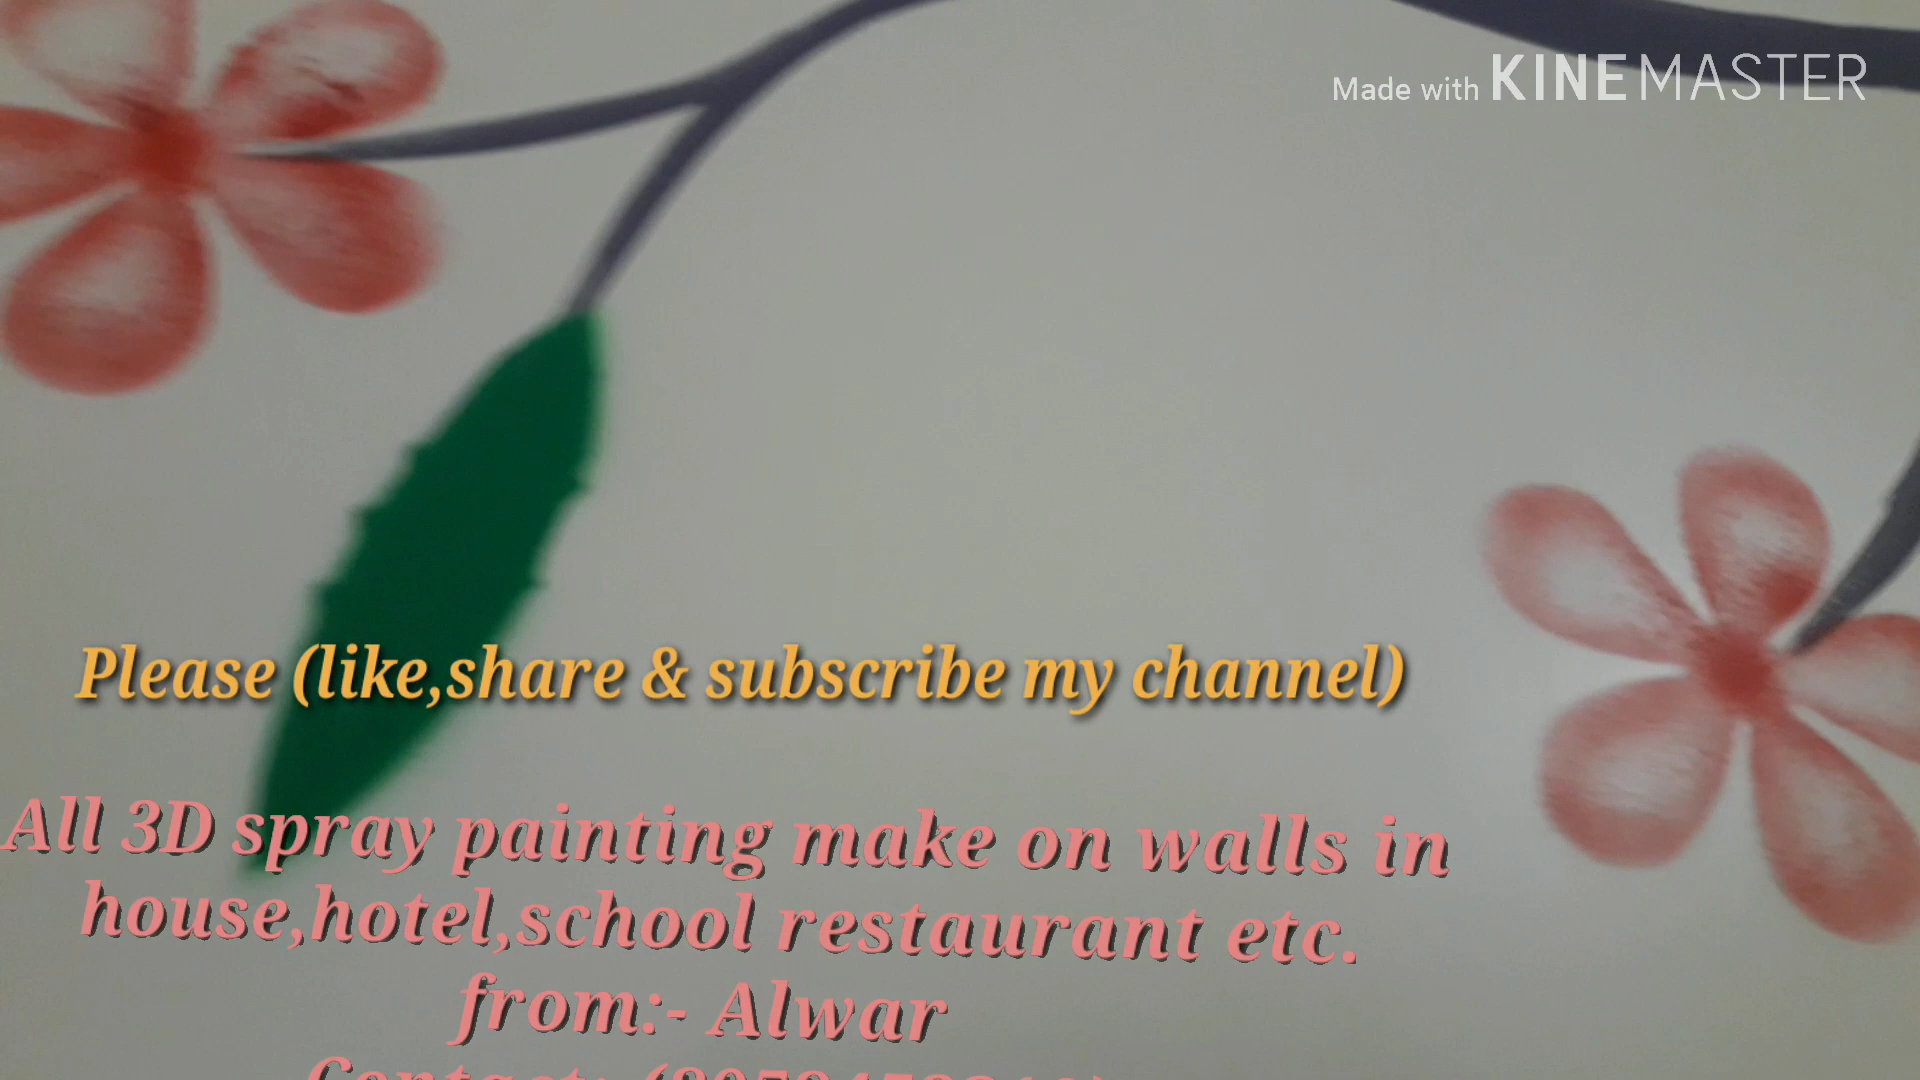 Made with KINEMASTER
Please (like,share & subscribe my channel)
All 3D spray painting make on walls in
house,hotel,school restaurant etc.
from:- Alwar
Contact: